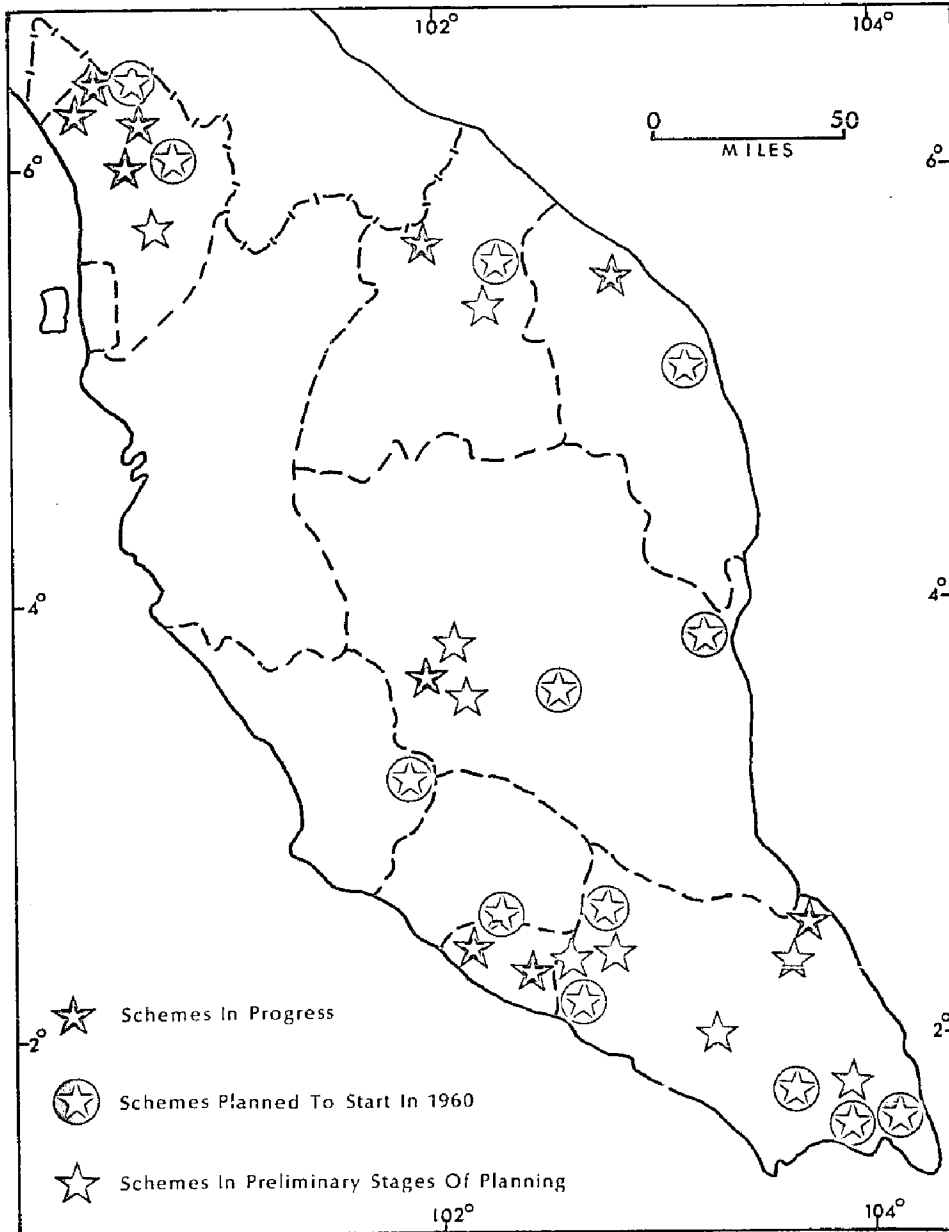 102° 104°
0 50
MILES
6° 6°
4° 4°
Schemes In Progress
2° 2°
Schemes Planned To Start In 1960
Schemes In Preliminary Stages Of Planning
102° 104°